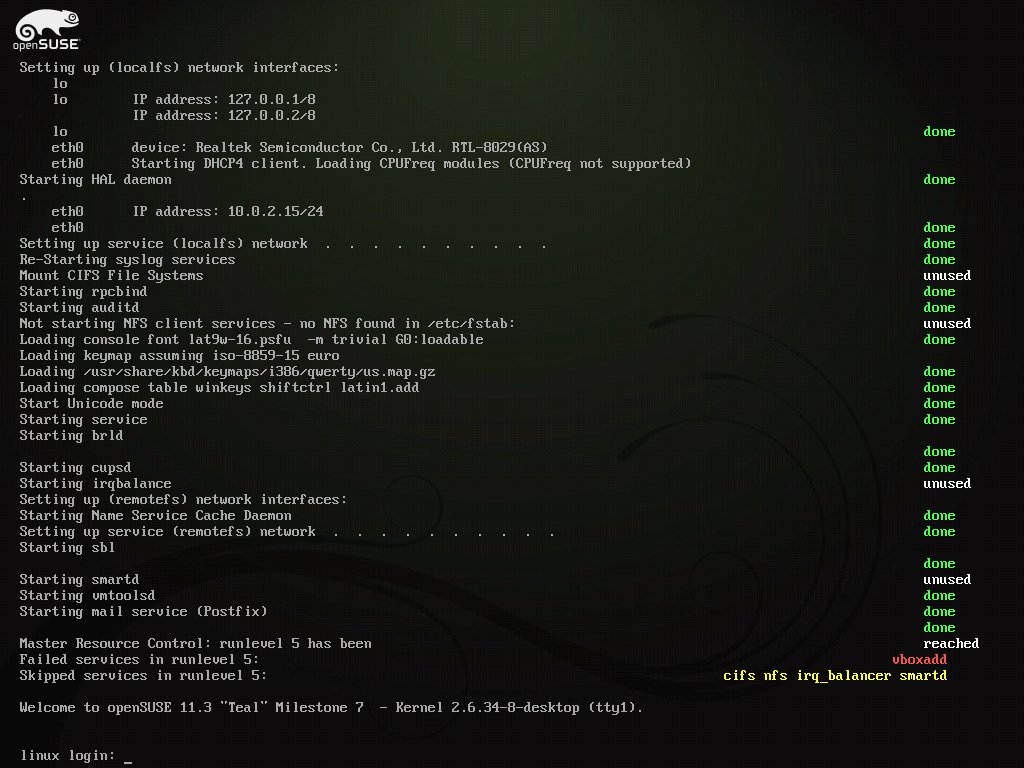 openSUSE
Setting up (localfs) network interfaces:
lo
lo IP address: 127.0.0.1/8
IP address: 127.0.0.2/8
lo done
eth0 device: Realtek Semiconductor Co., Ltd. RTL-8029(AS)
eth0 Starting DHCP4 client. Loading CPUFreq modules (CPUFreq not supported)
Starting HAL daemon done
.
eth0 IP address: 10.0.2.15/24
eth0 done
Setting up service (localfs) network . . . . . . . . . . done
Re-Starting syslog services done
Mount CIFS File Systems unused
Starting rpcbind done
Starting auditd done
Not starting NFS client services - no NFS found in /etc/fstab: unused
Loading console font lat9w-16.psfu -m trivial G0:loadable done
Loading keymap assuming iso-8859-15 euro
Loading /usr/share/kbd/keymaps/i386/qwerty/us.map.gz done
Loading compose table winkeys shiftctrl latin1.add done
Start Unicode mode done
Starting service done
Starting brld
done
Starting cupsd done
Starting irqbalance unused
Setting up (remotefs) network interfaces:
Starting Name Service Cache Daemon done
Setting up service (remotefs) network . . . . . . . . . . done
Starting sbl
done
Starting smartd unused
Starting vmtoolsd done
Starting mail service (Postfix) done
done
Master Resource Control: runlevel 5 has been reached
Failed services in runlevel 5: vboxadd
Skipped services in runlevel 5: cifs nfs irq_balancer smartd
Welcome to openSUSE 11.3 "Teal" Milestone 7 - Kernel 2.6.34-8-desktop (tty1).
linux login: _